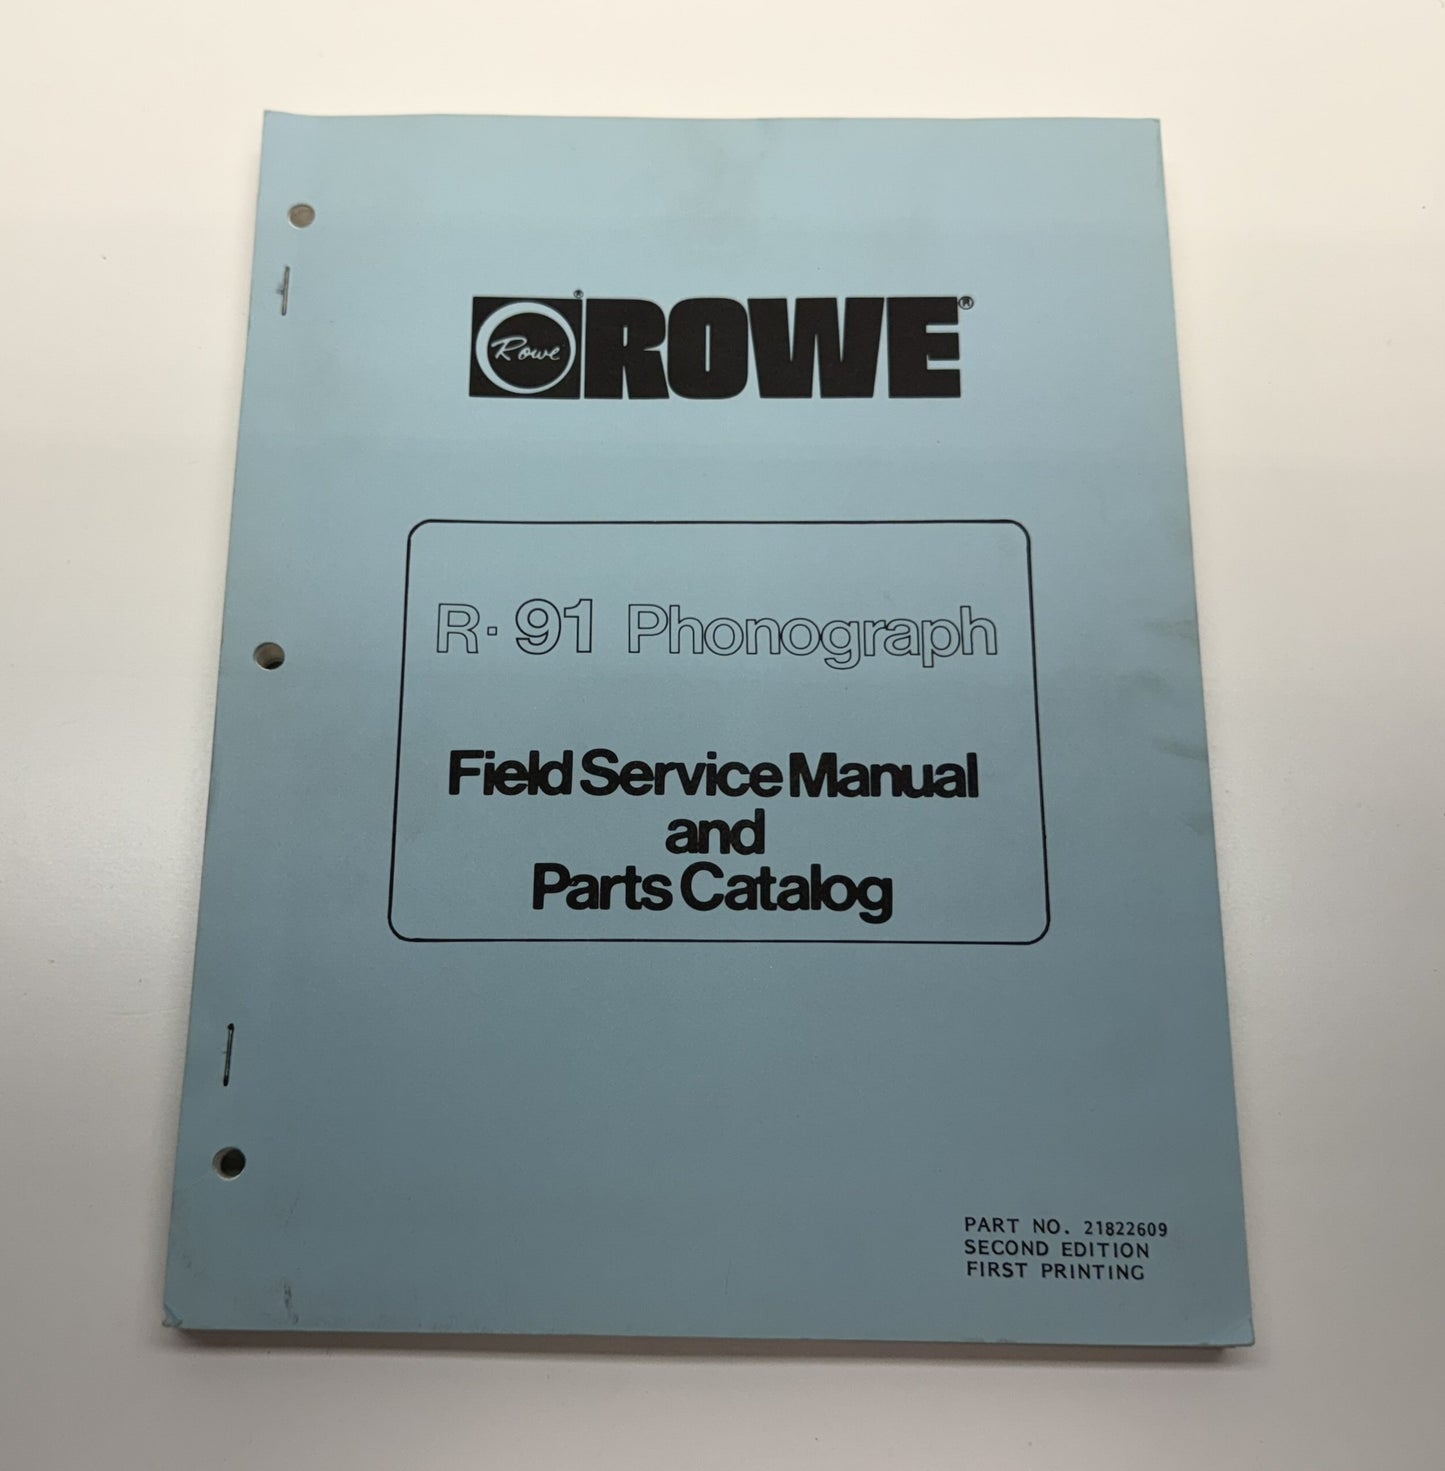 Rowe ® ROWE ®
R-91 Phonograph
Field Service Manual
and
Parts Catalog
PART NO. 21822609
SECOND EDITION
FIRST PRINTING